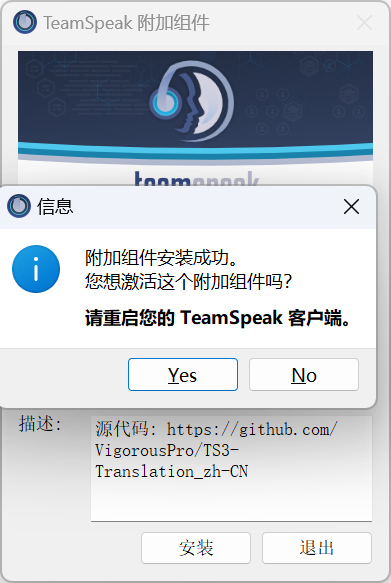 TeamSpeak 附加组件
teamspeak
信息
附加组件安装成功。
您想激活这个附加组件吗?
请重启您的 TeamSpeak 客户端。
Yes
No
描述:
源代码: https://github.com/
VigorousPro/TS3-
Translation_zh-CN
安装
退出